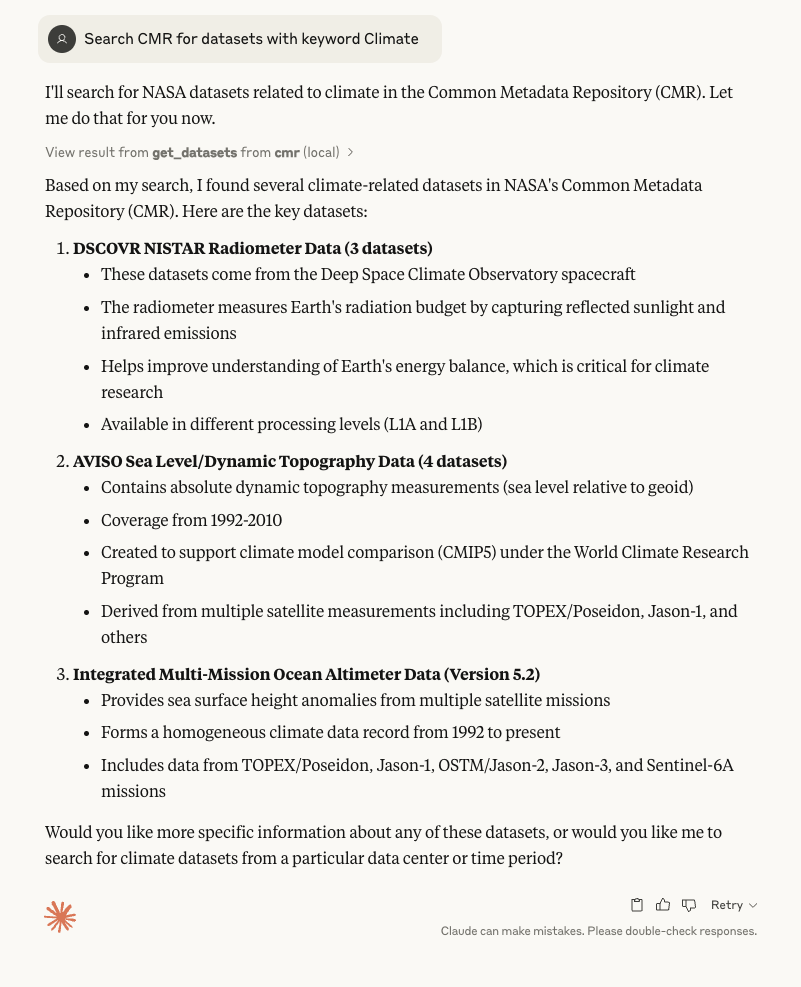 Search CMR for datasets with keyword Climate
I'll search for NASA datasets related to climate in the Common Metadata Repository (CMR). Let
me do that for you now.
View result from get_datasets from cmr (local) >
Based on my search, I found several climate-related datasets in NASA's Common Metadata
Repository (CMR). Here are the key datasets:
1. DSCOVR NISTAR Radiometer Data (3 datasets)
• These datasets come from the Deep Space Climate Observatory spacecraft
• The radiometer measures Earth's radiation budget by capturing reflected sunlight and
infrared emissions
• Helps improve understanding of Earth's energy balance, which is critical for climate
research
• Available in different processing levels (L1A and L1B)
2. AVISO Sea Level/Dynamic Topography Data (4 datasets)
• Contains absolute dynamic topography measurements (sea level relative to geoid)
• Coverage from 1992-2010
• Created to support climate model comparison (CMIP5) under the World Climate Research
Program
• Derived from multiple satellite measurements including TOPEX/Poseidon, Jason-1, and
others
3. Integrated Multi-Mission Ocean Altimeter Data (Version 5.2)
• Provides sea surface height anomalies from multiple satellite missions
• Forms a homogeneous climate data record from 1992 to present
• Includes data from TOPEX/Poseidon, Jason-1, OSTM/Jason-2, Jason-3, and Sentinel-6A
missions
Would you like more specific information about any of these datasets, or would you like me to
search for climate datasets from a particular data center or time period?
Retry
Claude can make mistakes. Please double-check responses.